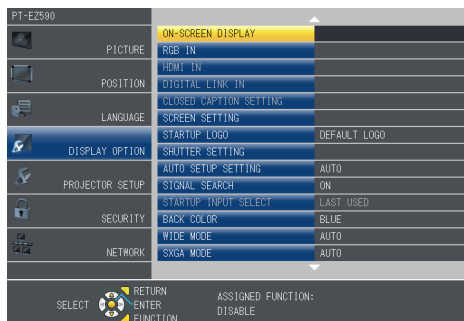 PT-EZ590
PICTURE
POSITION
LANGUAGE
DISPLAY OPTION
PROJECTOR SETUP
SECURITY
NETWORK
ON-SCREEN DISPLAY
RGB IN
HDMI IN
DIGITAL LINK IN
CLOSED CAPTION SETTING
SCREEN SETTING
STARTUP LOGO DEFAULT LOGO
SHUTTER SETTING
AUTO SETUP SETTING AUTO
SIGNAL SEARCH ON
STARTUP INPUT SELECT LAST USED
BACK COLOR BLUE
WIDE MODE AUTO
SXGA MODE AUTO
SELECT
RETURN
ENTER
FUNCTION
ASSIGNED FUNCTION:
DISABLE